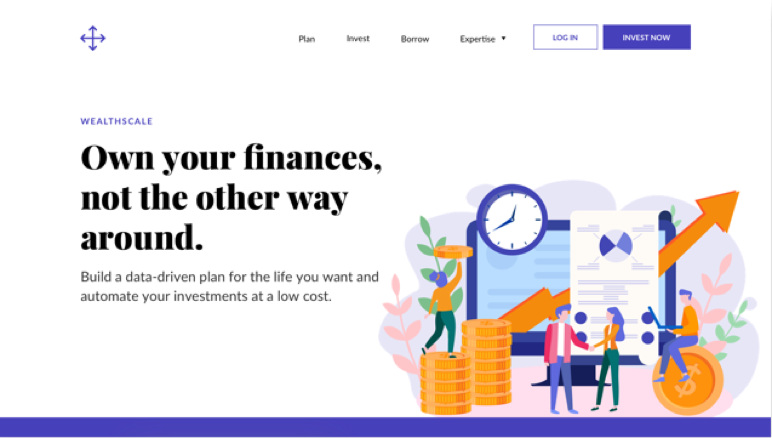 Plan Invest Borrow Expertise ▼ LOG IN INVEST NOW
WEALTHSCALE
Own your finances,
not the other way
around.
Build a data-driven plan for the life you want and
automate your investments at a low cost.
$